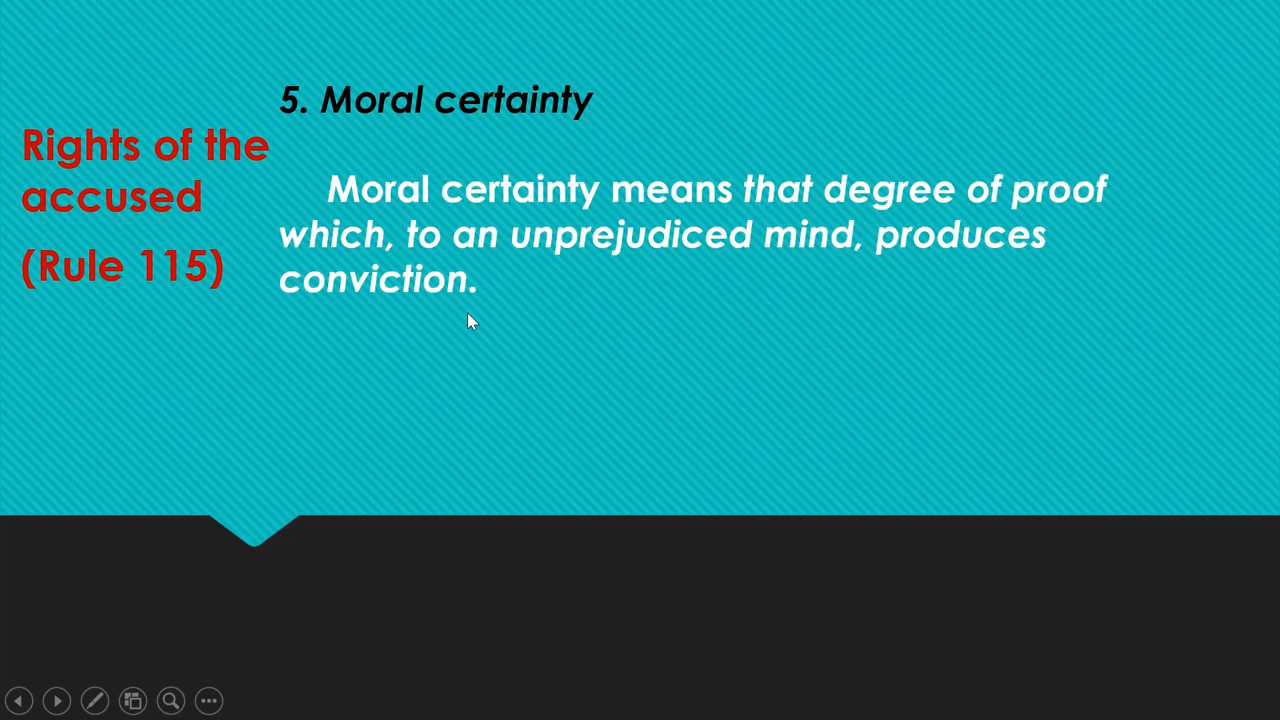 Rights of the
accused
(Rule 115)
5. Moral certainty
Moral certainty means that degree of proof
which, to an unprejudiced mind, produces
conviction.